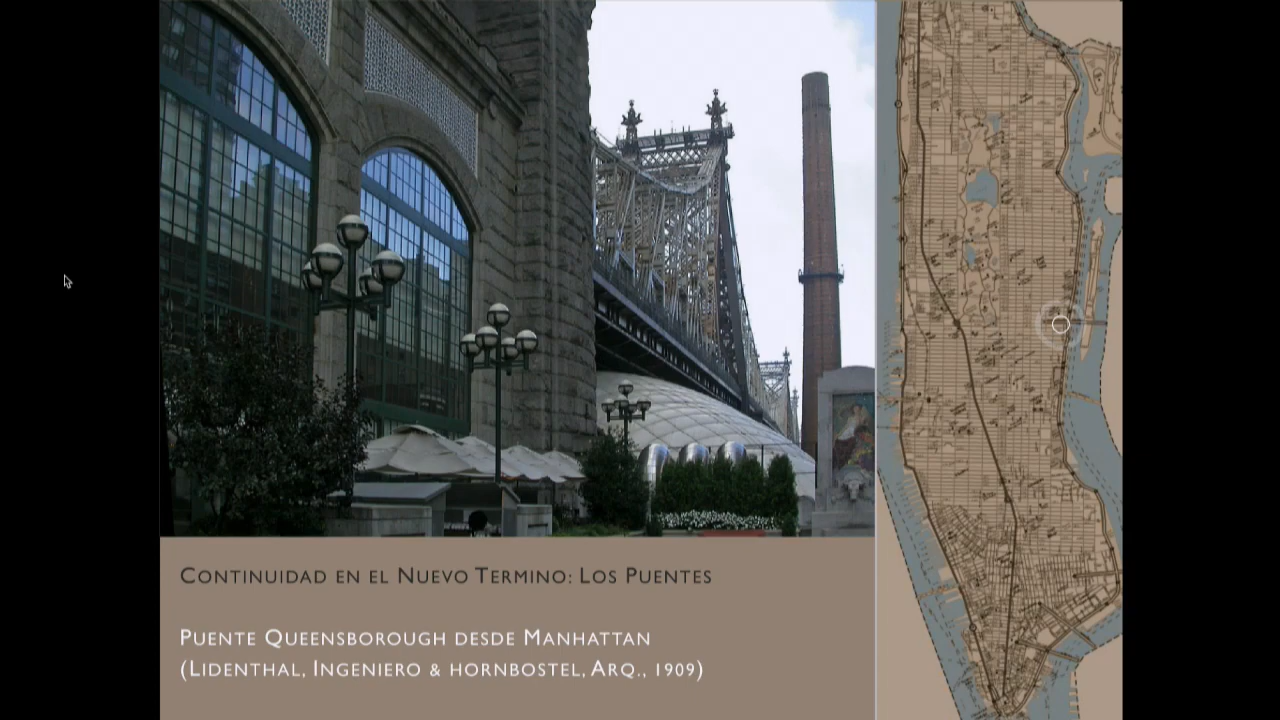 Continuidad en el Nuevo Termino: Los Puentes
Puente Queensborough desde Manhattan
(Lidenthal, Ingeniero & hornbostel, Arq., 1909)